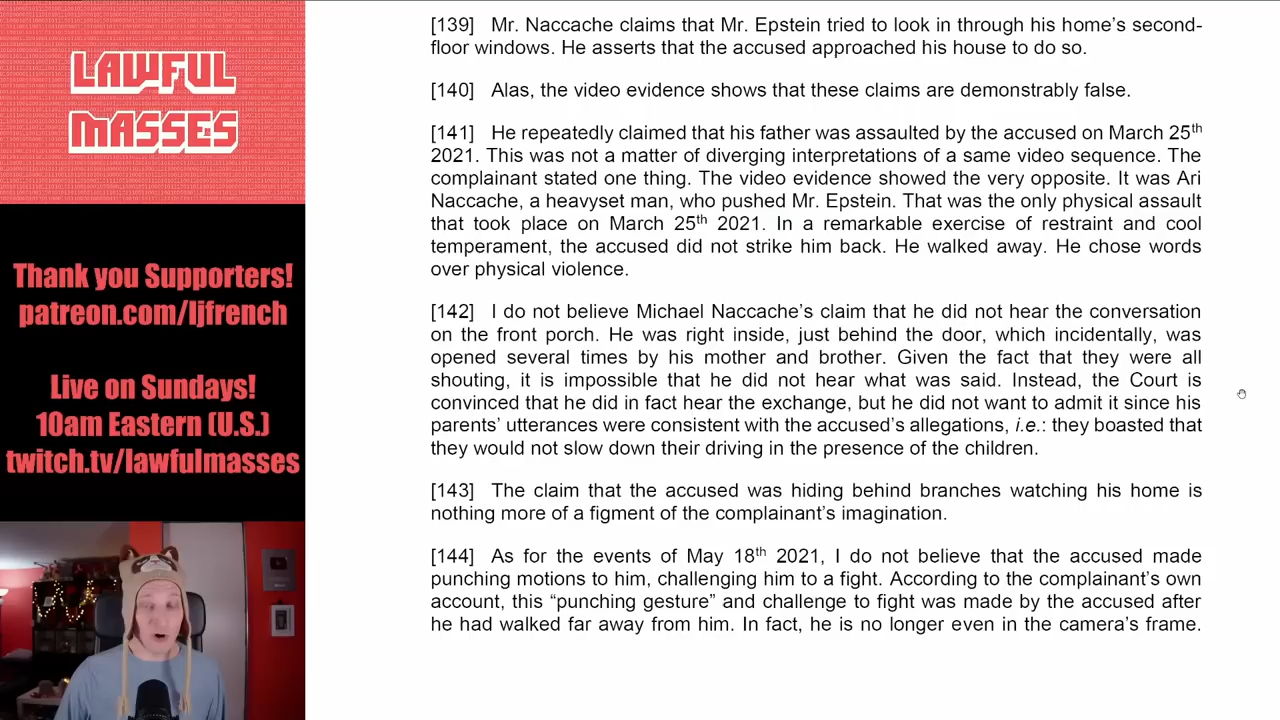 LAWFUL
MASSES
Thank you Supporters!
patreon.com/ljfrench
Live on Sundays!
10am Eastern (U.S.)
twitch.tv/lawfulmasses
[139] Mr. Naccache claims that Mr. Epstein tried to look in through his home's second-
floor windows. He asserts that the accused approached his house to do so.
[140] Alas, the video evidence shows that these claims are demonstrably false.
[141] He repeatedly claimed that his father was assaulted by the accused on March 25th
2021. This was not a matter of diverging interpretations of a same video sequence. The
complainant stated one thing. The video evidence showed the very opposite. It was Ari
Naccache, a heavyset man, who pushed Mr. Epstein. That was the only physical assault
that took place on March 25th 2021. In a remarkable exercise of restraint and cool
temperament, the accused did not strike him back. He walked away. He chose words
over physical violence.
[142] I do not believe Michael Naccache's claim that he did not hear the conversation
on the front porch. He was right inside, just behind the door, which incidentally, was
opened several times by his mother and brother. Given the fact that they were all
shouting, it is impossible that he did not hear what was said. Instead, the Court is
convinced that he did in fact hear the exchange, but he did not want to admit it since his
parents' utterances were consistent with the accused's allegations, i.e.: they boasted that
they would not slow down their driving in the presence of the children.
[143] The claim that the accused was hiding behind branches watching his home is
nothing more of a figment of the complainant's imagination.
[144] As for the events of May 18th 2021, I do not believe that the accused made
punching motions to him, challenging him to a fight. According to the complainant's own
account, this "punching gesture" and challenge to fight was made by the accused after
he had walked far away from him. In fact, he is no longer even in the camera's frame.